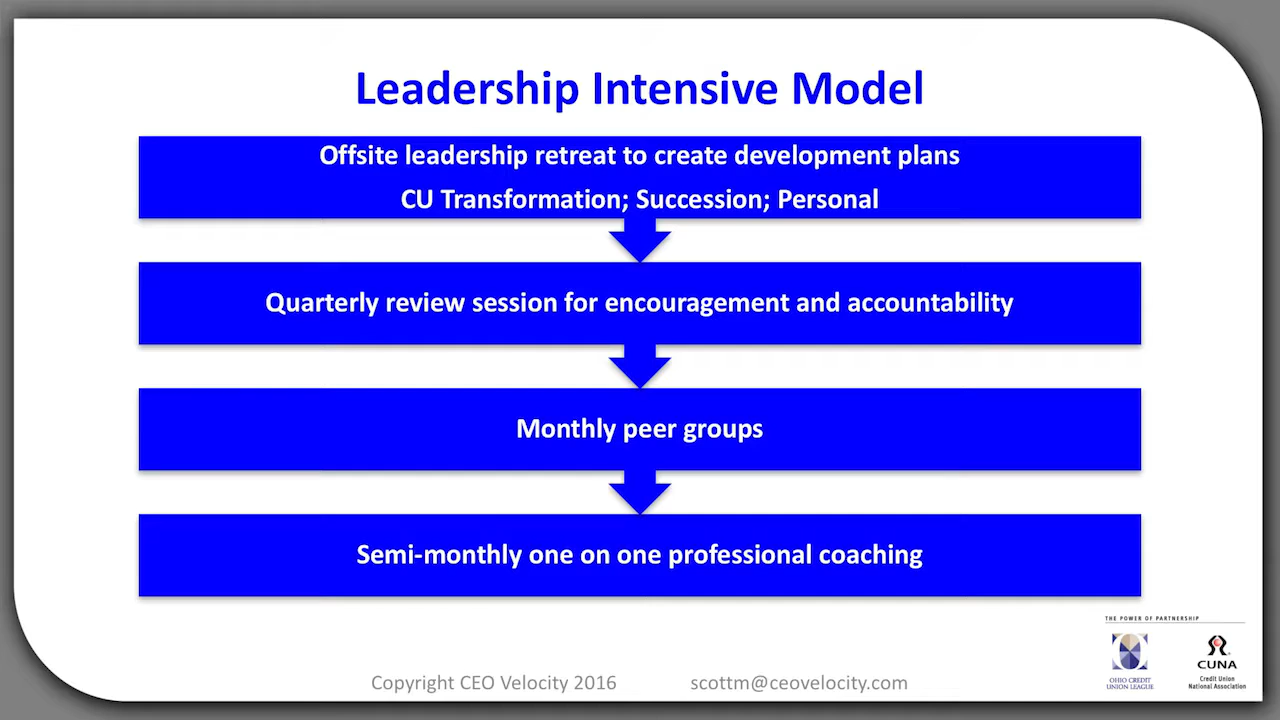 Leadership Intensive Model
Offsite leadership retreat to create development plans
CU Transformation; Succession; Personal
Quarterly review session for encouragement and accountability
Monthly peer groups
Semi-monthly one on one professional coaching
THE POWER OF PARTNERSHIP
OHIO CREDIT
UNION LEAGUE
CUNA
Credit Union
National Association
Copyright CEO Velocity 2016 scottm@ceovelocity.com